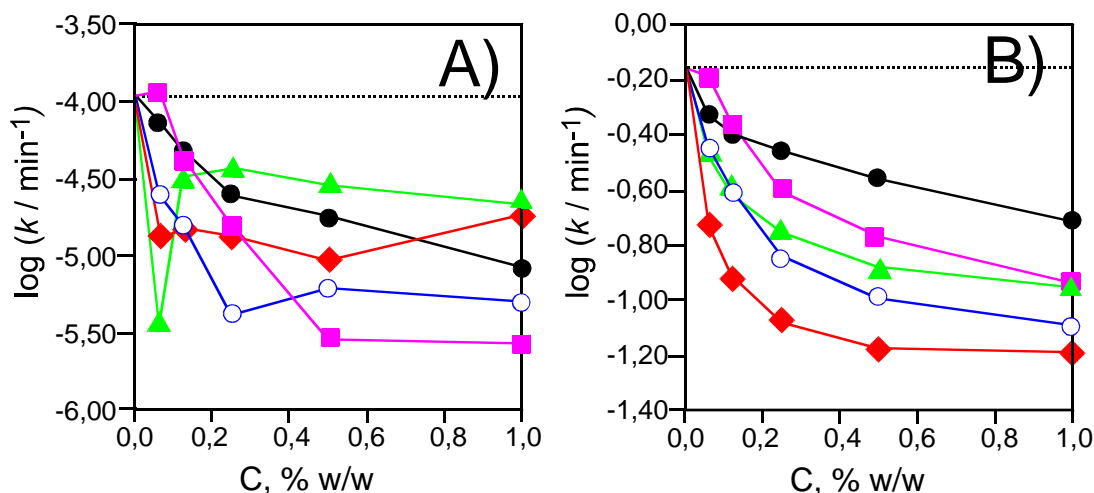 A)
-3,50
-4,00
-4,50
-5,00
-5,50
-6,00
log (k / min⁻¹)
0,0 0,2 0,4 0,6 0,8 1,0
C, % w/w
B)
0,00
-0,20
-0,40
-0,60
-0,80
-1,00
-1,20
-1,40
log (k / min⁻¹)
0,0 0,2 0,4 0,6 0,8 1,0
C, % w/w